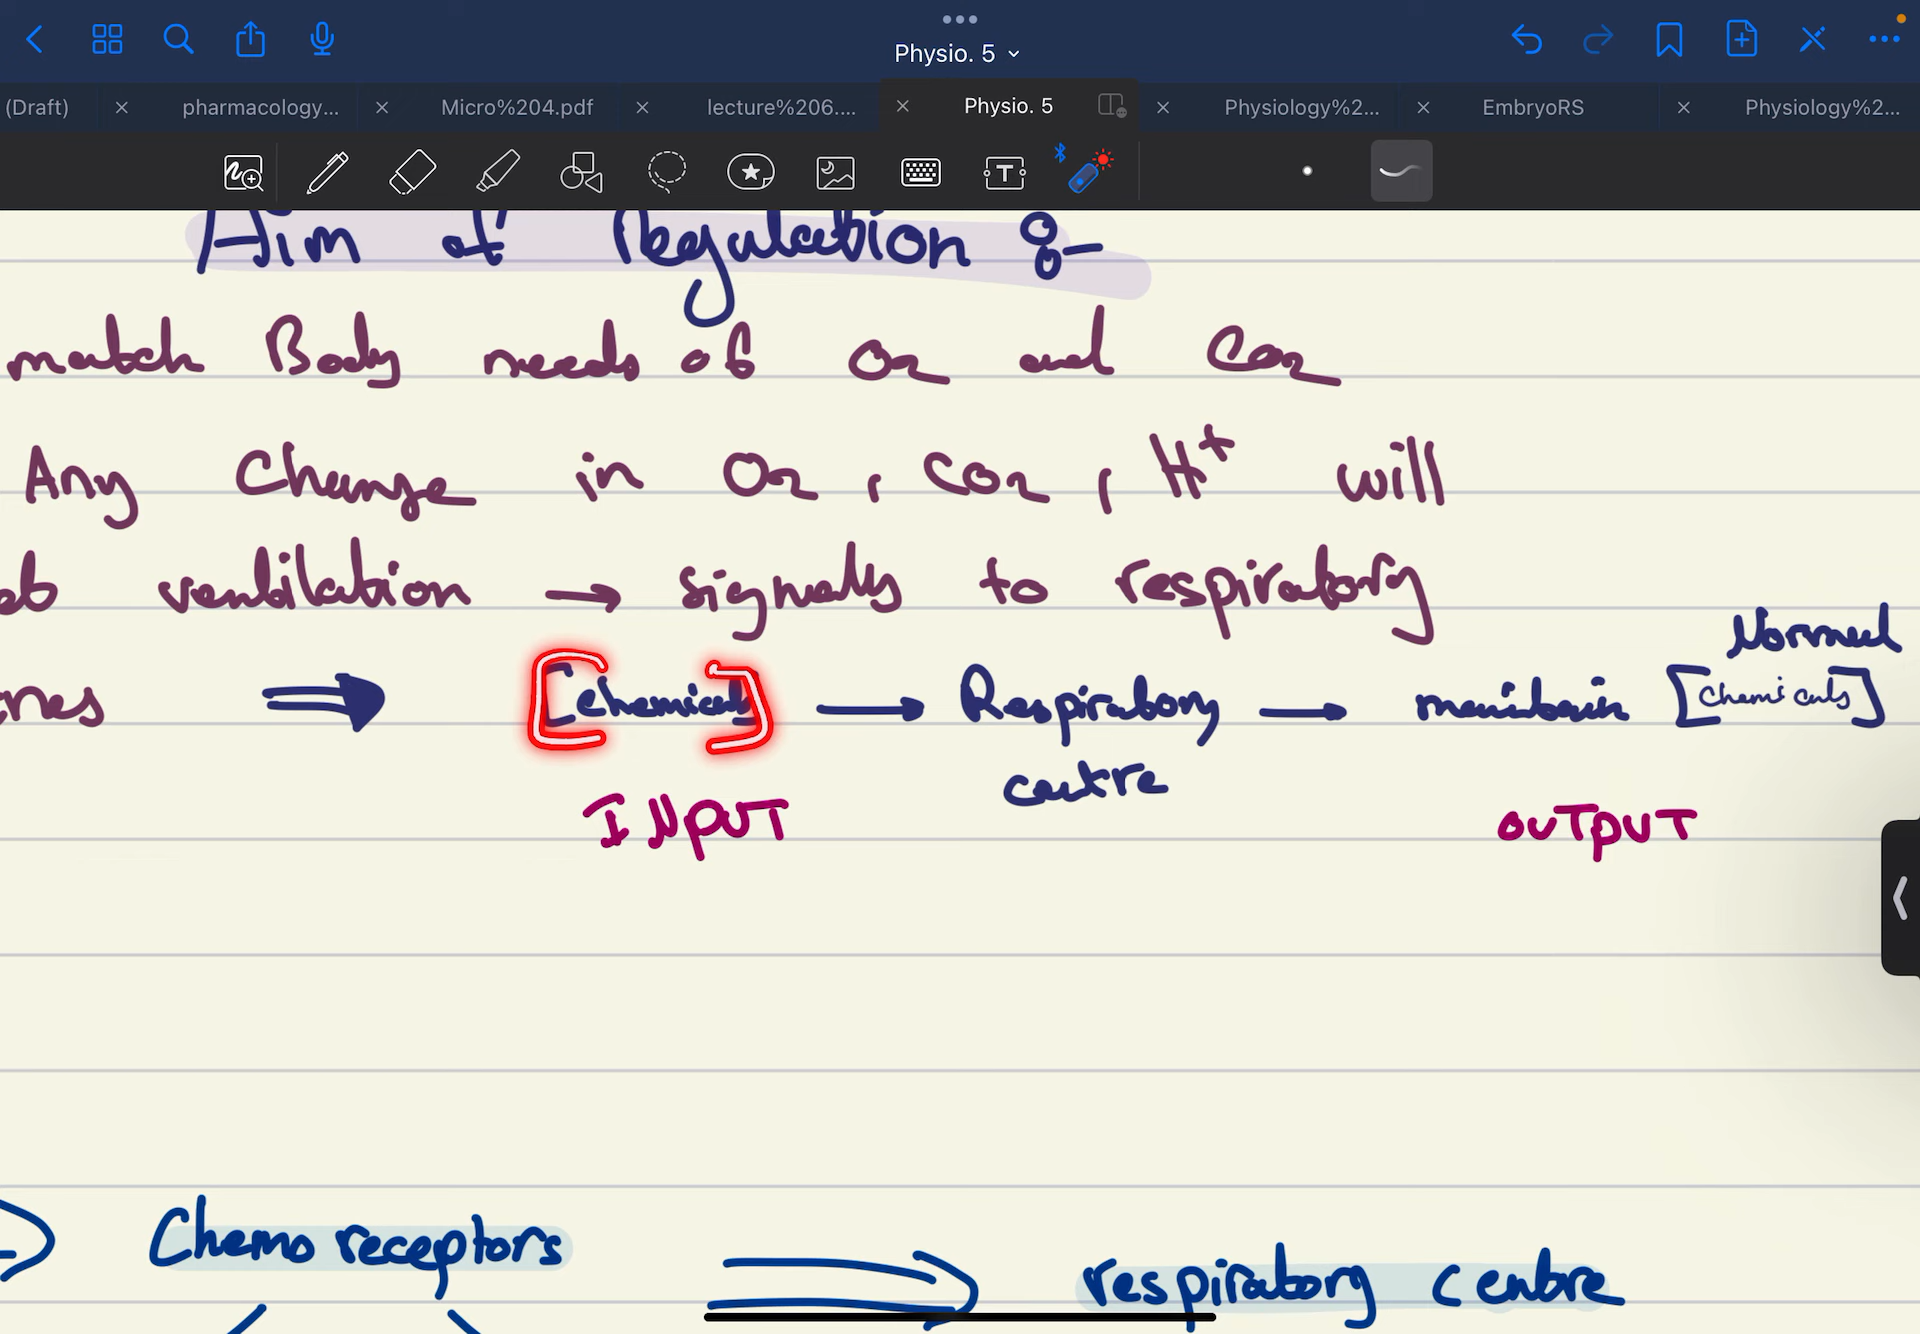 Physio. 5
(Draft) pharmacology... Micro%204.pdf lecture%206.... Physio. 5 Physiology%2... EmbryoRS Physiology%2...
T
Aim of regulation :-
match Body needs of O2 and CO2
Any Change in O2, CO2, H+ will
ventilation → signals to respiratory
Normal
⇒ [chemicals] → Respiratory → maintain [chemicals]
centre
INPUT OUTPUT
Chemo receptors ⇒ respiratory centre